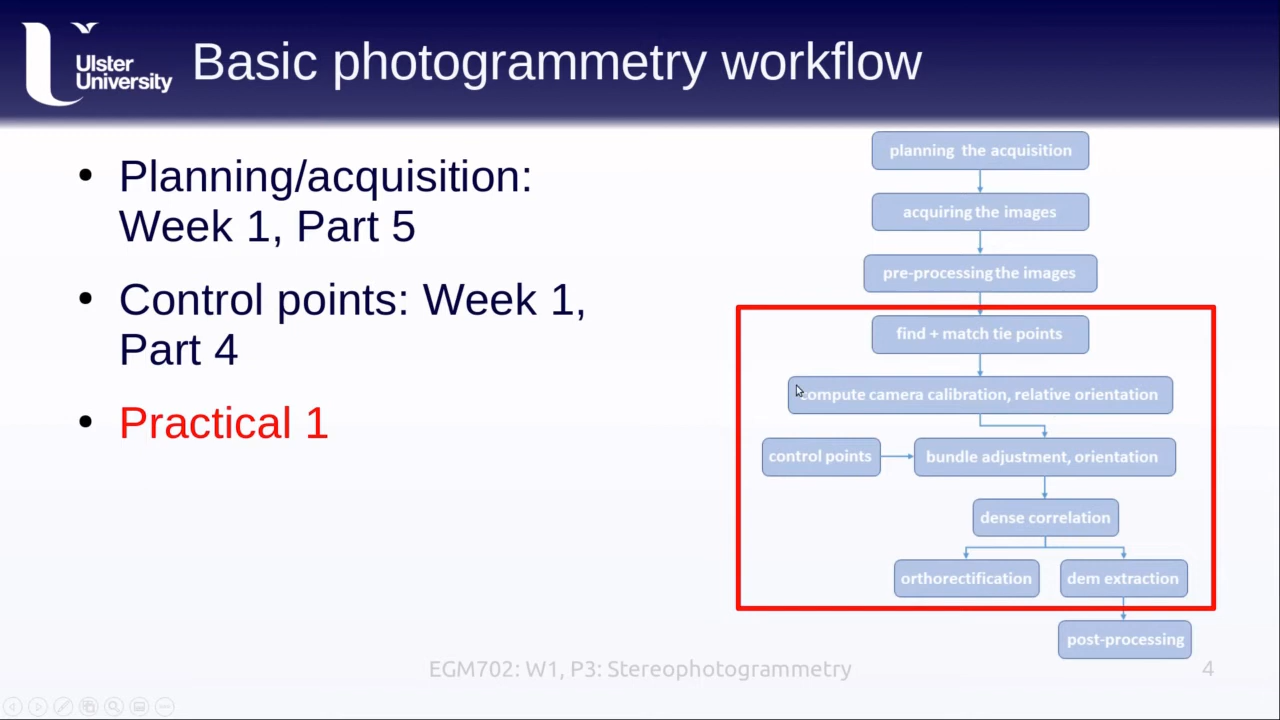 Ulster
University
Basic photogrammetry workflow
• Planning/acquisition:
Week 1, Part 5
• Control points: Week 1,
Part 4
• Practical 1
planning the acquisition
acquiring the images
pre-processing the images
find + match tie points
compute camera calibration, relative orientation
control points
bundle adjustment, orientation
dense correlation
orthorectification
dem extraction
post-processing
EGM702: W1, P3: Stereophotogrammetry
4